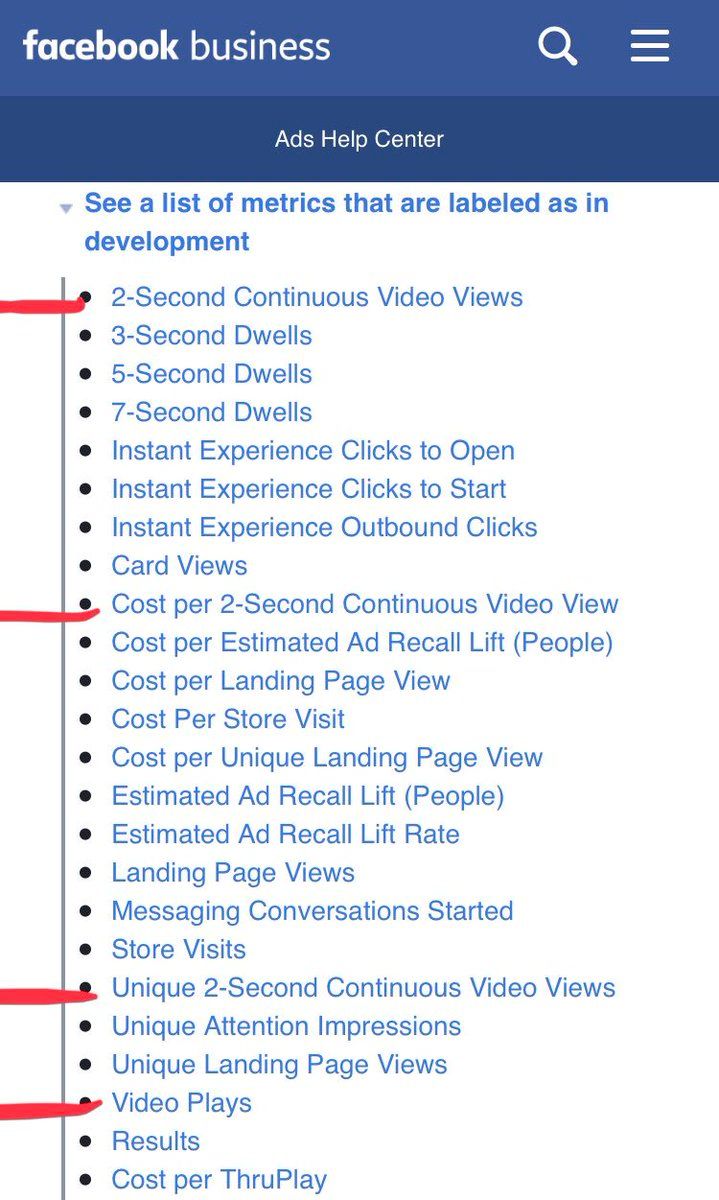 facebook business
Ads Help Center
See a list of metrics that are labeled as in
development
2-Second Continuous Video Views
3-Second Dwells
5-Second Dwells
7-Second Dwells
Instant Experience Clicks to Open
Instant Experience Clicks to Start
Instant Experience Outbound Clicks
Card Views
Cost per 2-Second Continuous Video View
Cost per Estimated Ad Recall Lift (People)
Cost per Landing Page View
Cost Per Store Visit
Cost per Unique Landing Page View
Estimated Ad Recall Lift (People)
Estimated Ad Recall Lift Rate
Landing Page Views
Messaging Conversations Started
Store Visits
Unique 2-Second Continuous Video Views
Unique Attention Impressions
Unique Landing Page Views
Video Plays
Results
Cost per ThruPlay